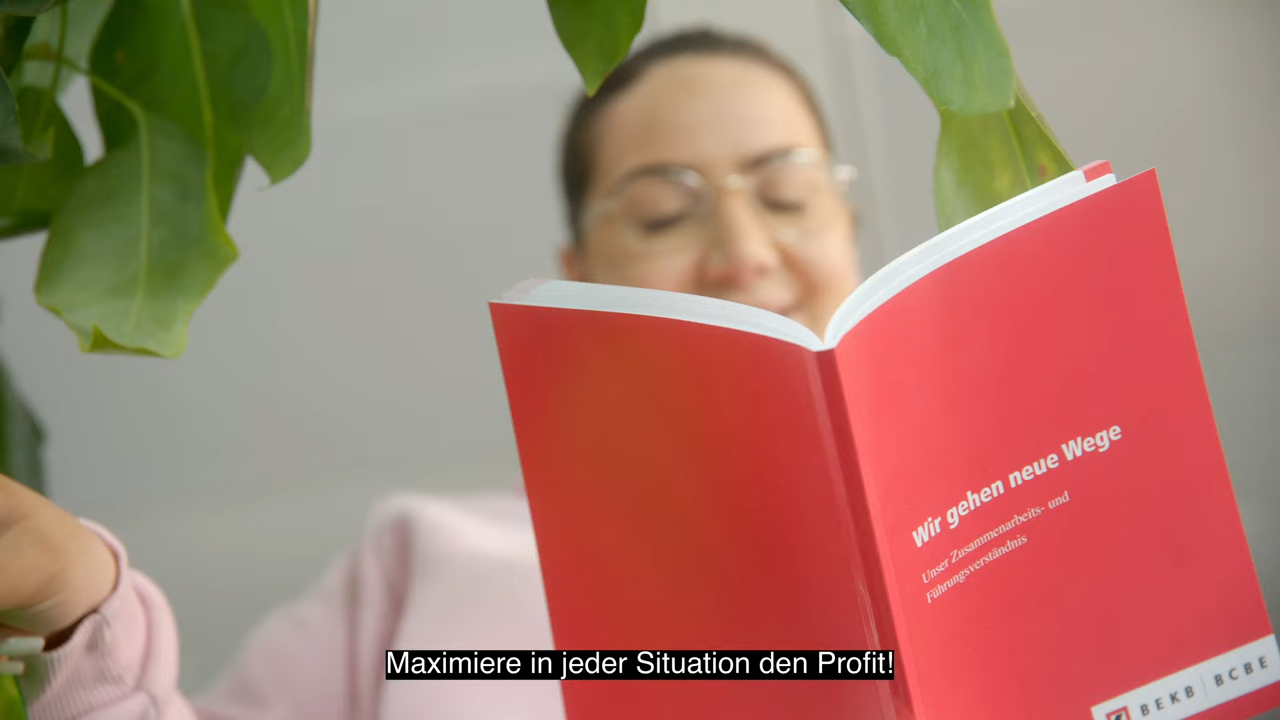 Wir gehen neue Wege
Unser Zusammenarbeits- und
Führungsverständnis
BEKB | BCBE
Maximiere in jeder Situation den Profit!